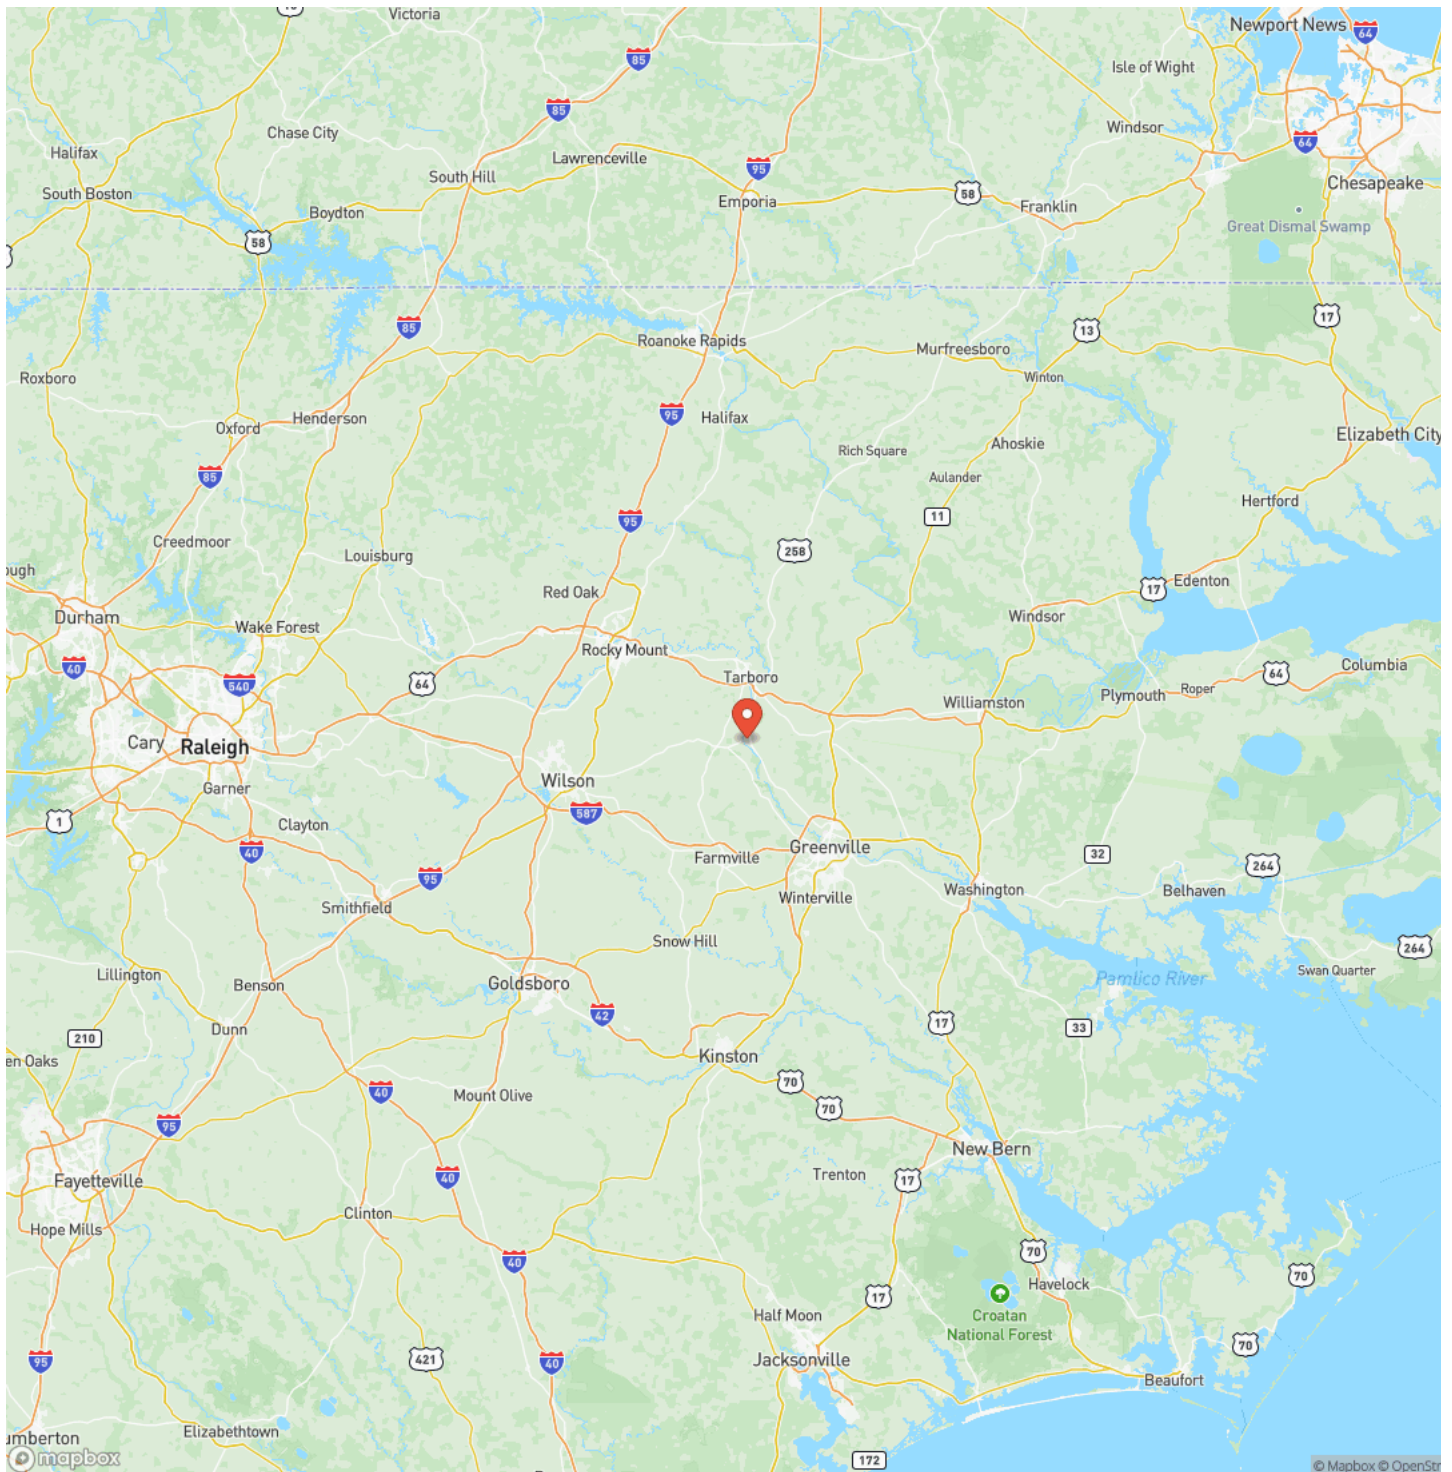 Victoria
Newport News
64
85
Isle of Wight
85
Chase City
Windsor
Halifax
Lawrenceville
64
95
South Hill
South Boston
Chesapeake
58
Emporia
Boydton
Franklin
Great Dismal Swamp
58
17
85
13
Roanoke Rapids
Murfreesboro
Roxboro
Winton
Henderson
95
Halifax
Oxford
Elizabeth City
Ahoskie
Rich Square
85
Aulander
Hertford
95
11
Creedmoor
258
Louisburg
ough
Edenton
Red Oak
17
Durham
Windsor
Wake Forest
Rocky Mount
40
Columbia
64
Tarboro
64
540
Plymouth
Roper
Williamston
Cary
Raleigh
Wilson
Garner
587
1
Clayton
40
Greenville
32
Farmville
264
95
Washington
Belhaven
Winterville
Smithfield
Snow Hill
264
Lillington
Swan Quarter
Pamlico River
Goldsboro
Benson
42
17
33
Dunn
210
Kinston
en Oaks
70
40
Mount Olive
70
95
New Bern
Trenton
40
17
Fayetteville
Clinton
Hope Mills
70
40
70
Havelock
17
Croatan
National Forest
Half Moon
70
421
95
40
Jacksonville
Beaufort
Elizabethtown
umberton
mapbox
172
© Mapbox © OpenStr